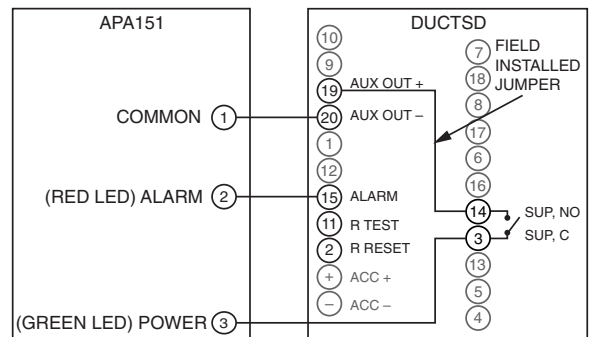 APA151
DUCTSD
COMMON 1
(RED LED) ALARM 2
(GREEN LED) POWER 3
10
9
19 AUX OUT +
20 AUX OUT –
1
12
15 ALARM
11 R TEST
2 R RESET
+ ACC +
– ACC –
FIELD
INSTALLED
JUMPER
7
18
8
17
6
16
14 SUP, NO
3 SUP, C
13
5
4